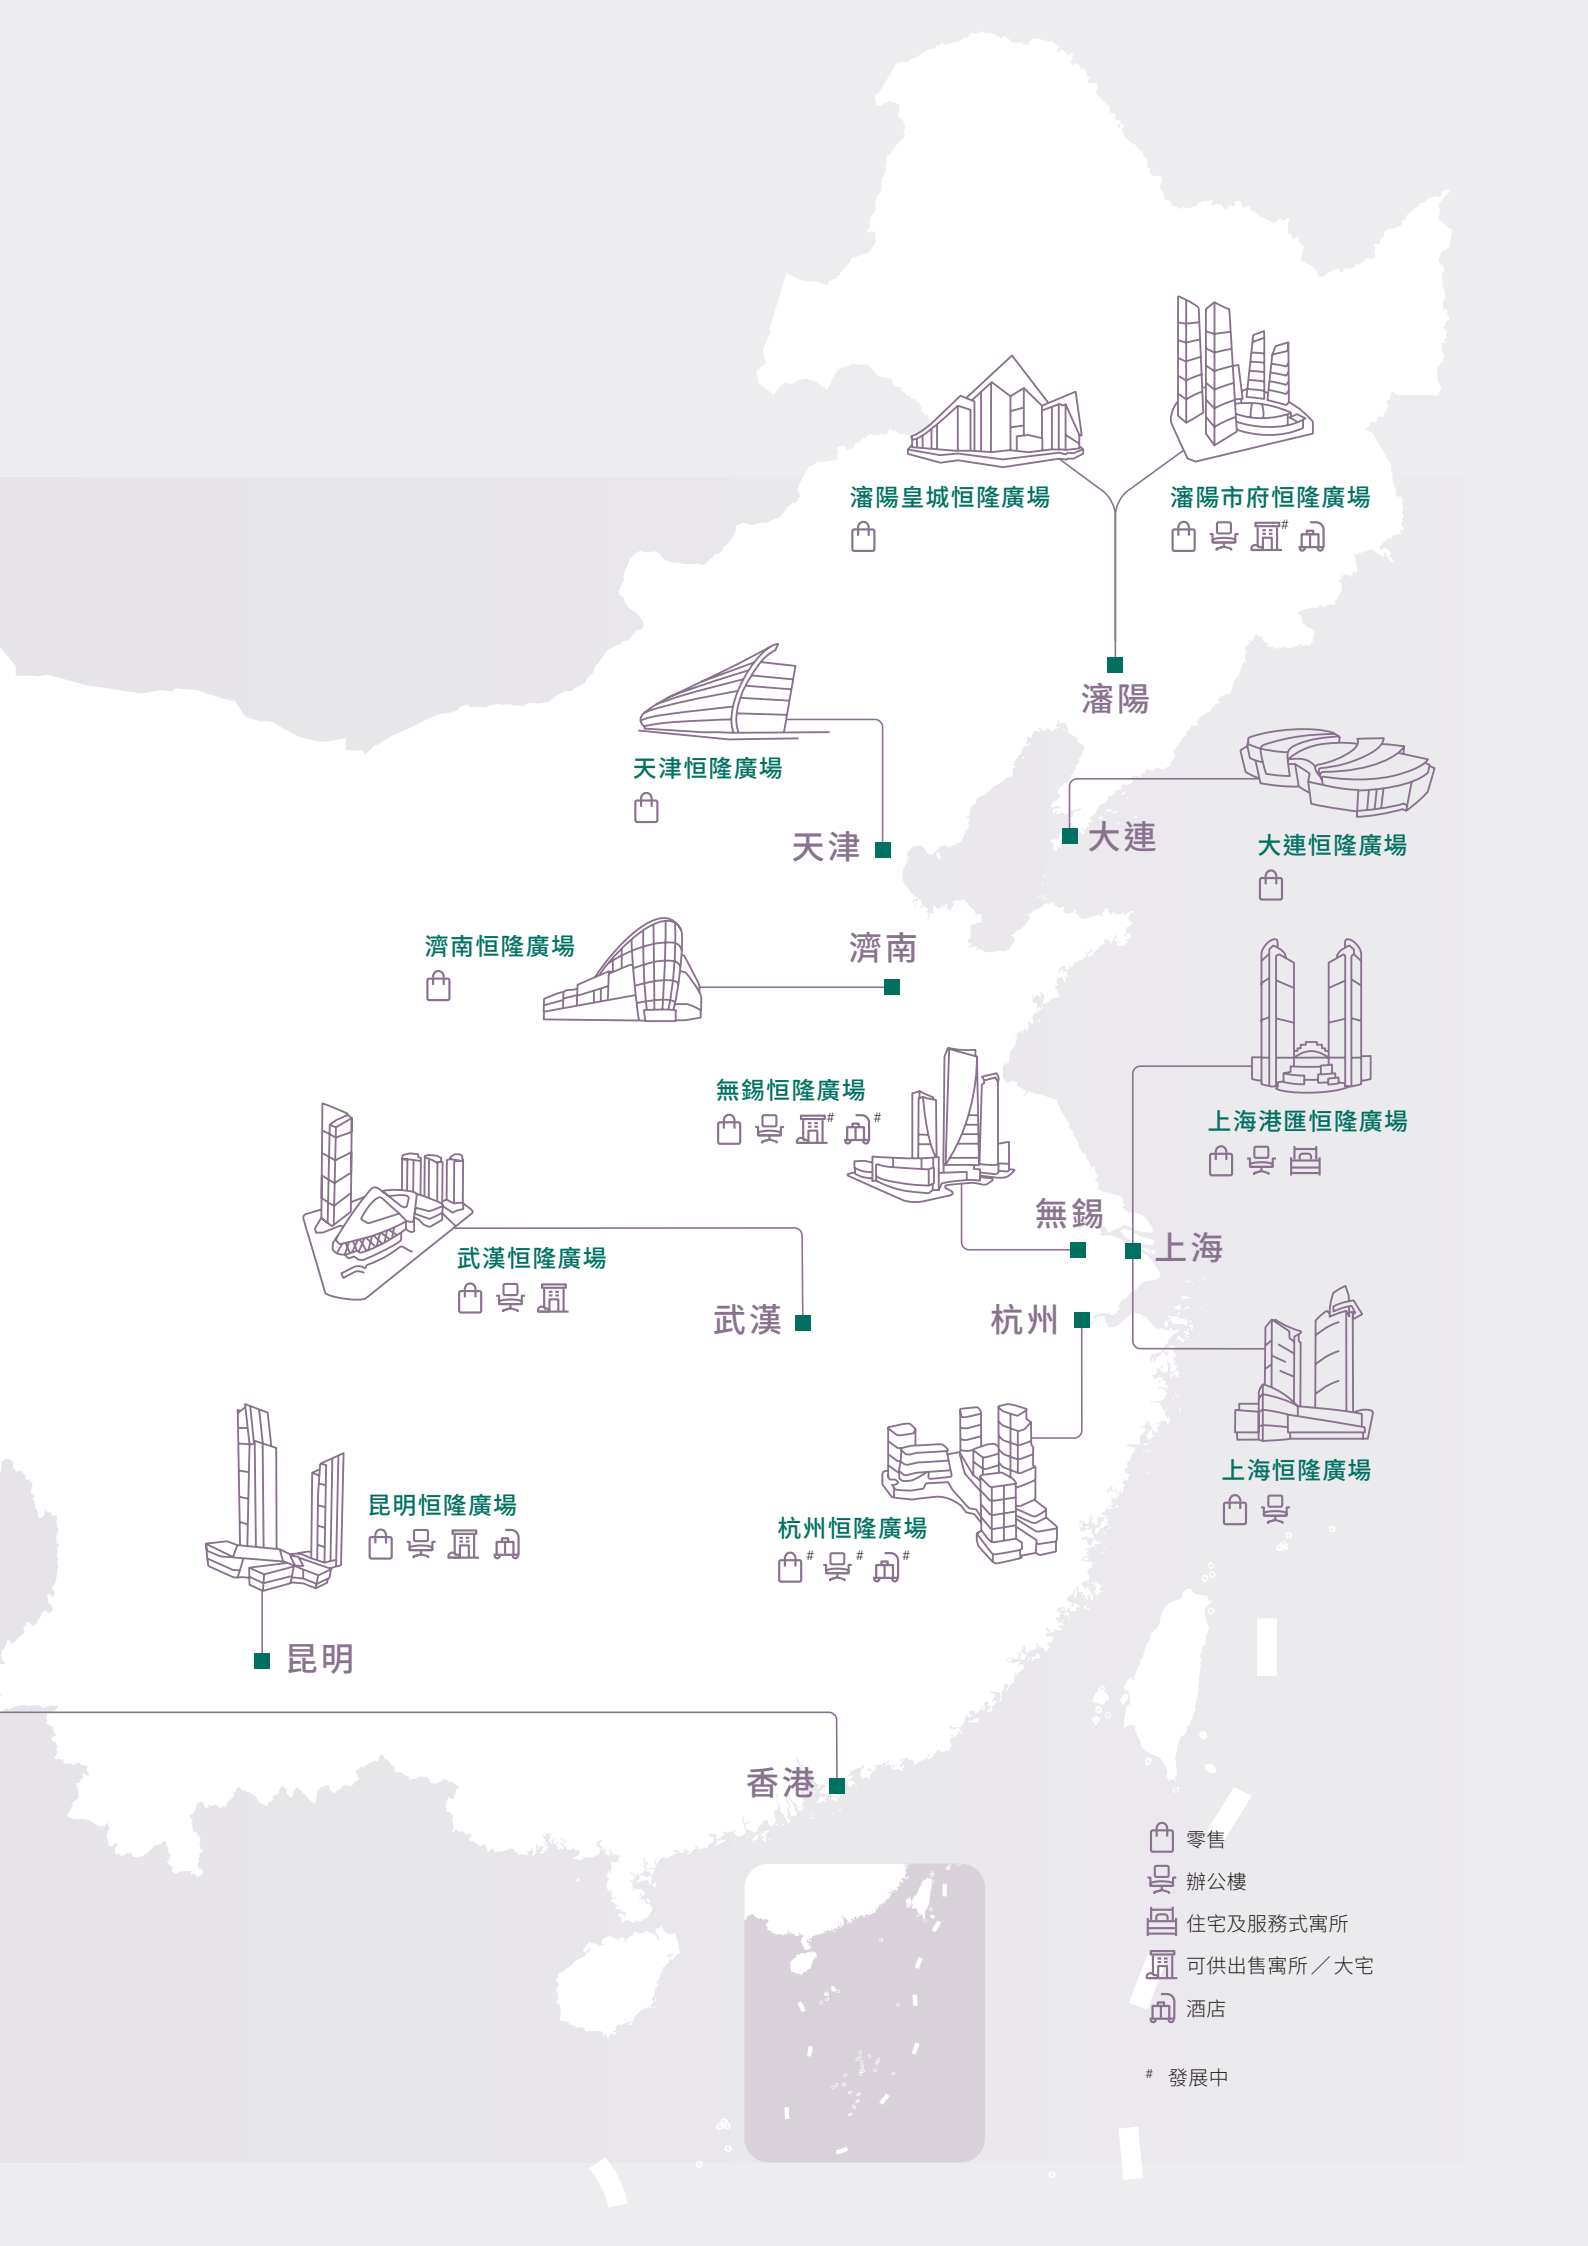 瀋陽皇城恒隆廣場
瀋陽市府恒隆廣場
#
瀋陽
天津恒隆廣場
天津
大連
大連恒隆廣場
濟南恒隆廣場
濟南
無錫恒隆廣場
# #
上海港匯恒隆廣場
無錫
上海
武漢恒隆廣場
武漢
杭州
上海恒隆廣場
昆明恒隆廣場
杭州恒隆廣場
# # #
昆明
香港
零售
辦公樓
住宅及服務式寓所
可供出售寓所／大宅
酒店
# 發展中